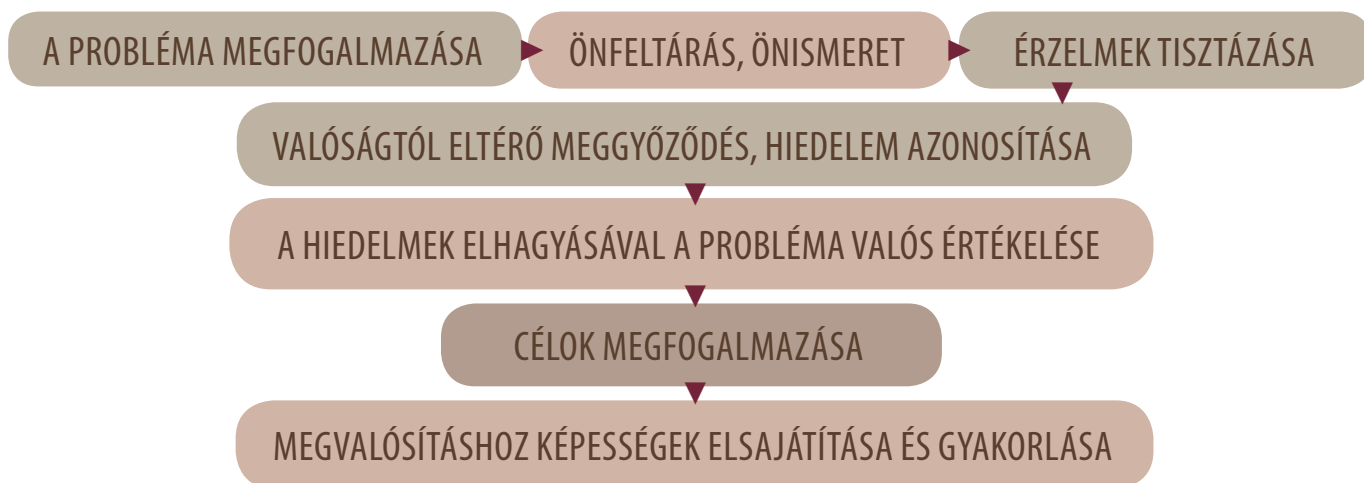 A PROBLÉMA MEGFOGALMAZÁSA
ÖNFELTÁRÁS, ÖNISMERET
ÉRZELMEK TISZTÁZÁSA
VALÓSÁGTÓL ELTÉRŐ MEGGYŐZŐDÉS, HIEDELEM AZONOSÍTÁSA
A HIEDELMEK ELHAGYÁSÁVAL A PROBLÉMA VALÓS ÉRTÉKELÉSE
CÉLOK MEGFOGALMAZÁSA
MEGVALÓSÍTÁSHOZ KÉPESSÉGEK ELSAJÁTÍTÁSA ÉS GYAKORLÁSA